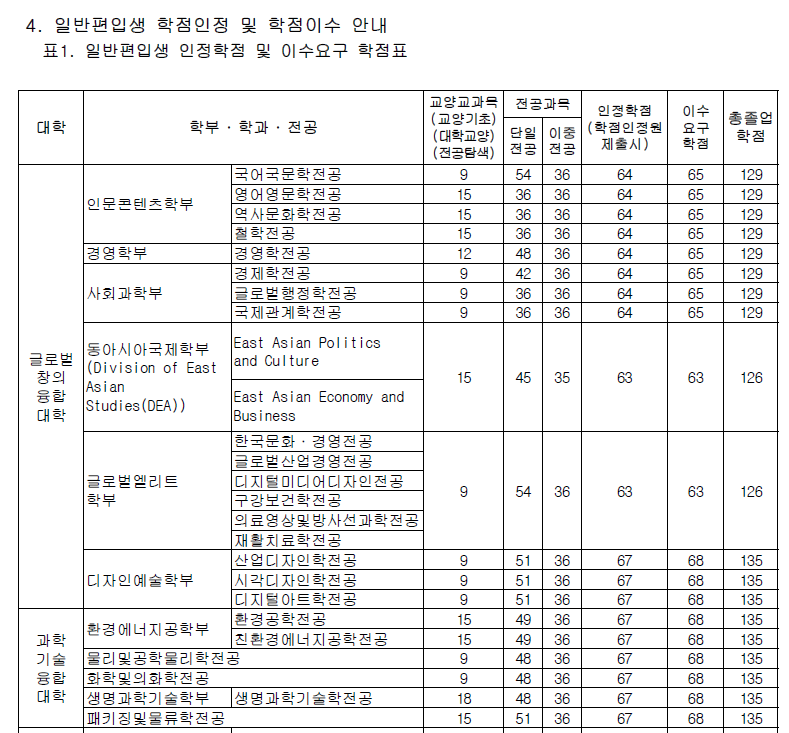 4. 일반편입생 학점인정 및 학점이수 안내
표1. 일반편입생 인정학점 및 이수요구 학점표
대학 학부ㆍ학과ㆍ전공 교양교과목 (교양기초) (대학교양) (전공탐색) 전공과목 단일전공 이중전공 인정학점 (학점인정원 제출시) 이수요구학점 총졸업학점
글로벌 창의 융합 대학
인문콘텐츠학부 국어국문학전공 9 54 36 64 65 129
영어영문학전공 15 36 36 64 65 129
역사문화학전공 15 36 36 64 65 129
철학전공 15 36 36 64 65 129
경영학부 경영학전공 12 48 36 64 65 129
사회과학부 경제학전공 9 42 36 64 65 129
글로벌행정학전공 9 36 36 64 65 129
국제관계학전공 9 36 36 64 65 129
동아시아국제학부
(Division of East
Asian
Studies(DEA))
East Asian Politics
and Culture
East Asian Economy and
Business
15 45 35 63 63 126
글로벌엘리트
학부
한국문화ㆍ경영전공
글로벌산업경영전공
디지털미디어디자인전공
구강보건학전공
의료영상및방사선과학전공
재활치료학전공
9 54 36 63 63 126
디자인예술학부 산업디자인학전공 9 51 36 67 68 135
시각디자인학전공 9 51 36 67 68 135
디지털아트학전공 9 51 36 67 68 135
과학
기술
융합
대학
환경에너지공학부 환경공학전공 15 49 36 67 68 135
친환경에너지공학전공 15 49 36 67 68 135
물리및공학물리학전공 9 48 36 67 68 135
화학및의화학전공 9 48 36 67 68 135
생명과학기술학부 생명과학기술학전공 18 48 36 67 68 135
패키징및물류학전공 15 51 36 67 68 135